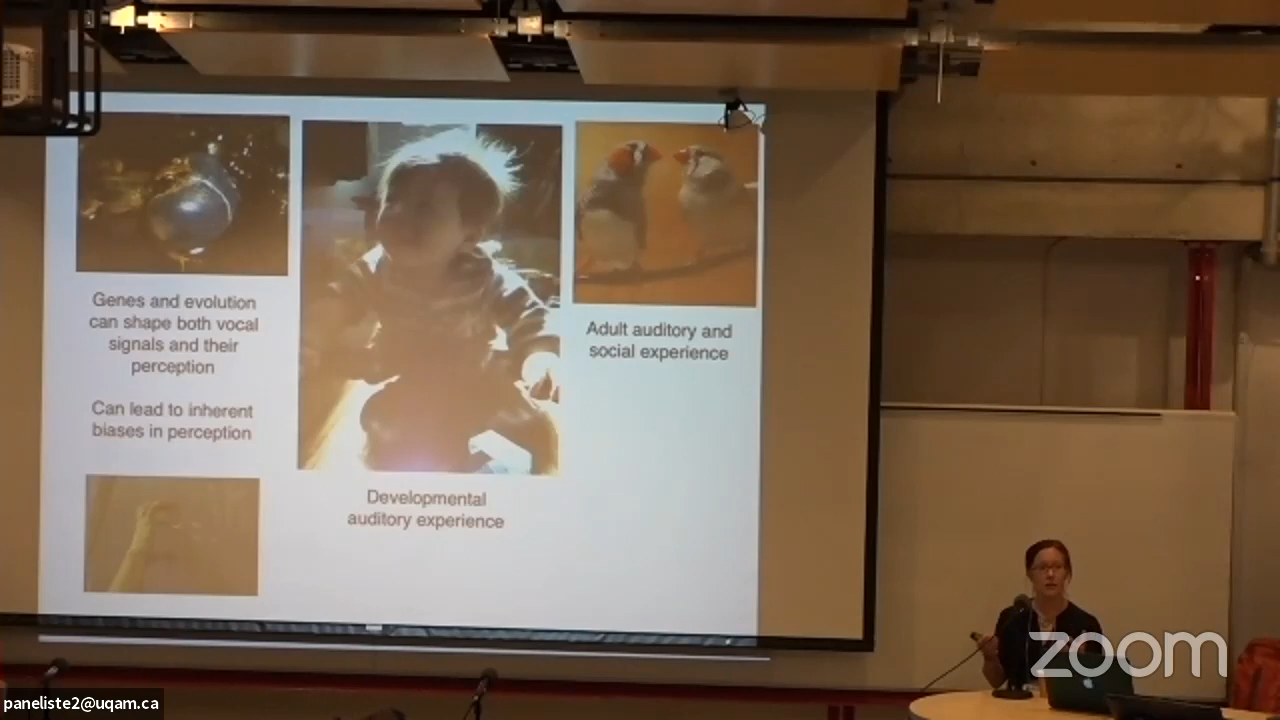 Genes and evolution
can shape both vocal
signals and their
perception
Can lead to inherent
biases in perception
Developmental
auditory experience
Adult auditory and
social experience
zoom
paneliste2@uqam.ca